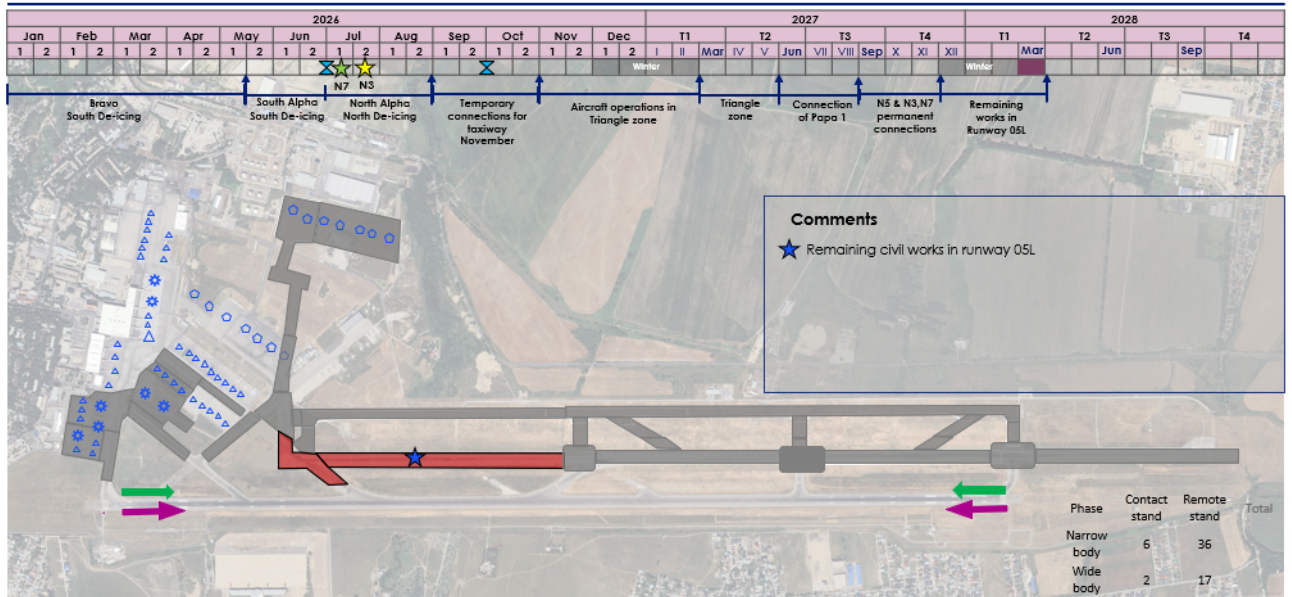 2026 2027 2028
Jan Feb Mar Apr May Jun Jul Aug Sep Oct Nov Dec T1 T2 T3 T4 T1 T2 T3 T4
1 2 1 2 1 2 1 2 1 2 1 2 1 2 1 2 1 2 1 2 1 2 1 2 I II Mar IV V Jun VII VIII Sep X XI XII Mar Jun Sep
Winter Winter
N7 N3
Bravo
South De-icing
South Alpha
South De-icing
North Alpha
North De-icing
Temporary
connections for
taxiway
November
Aircraft operations in
Triangle zone
Triangle
zone
Connection
of Papa 1
N5 & N3,N7
permanent
connections
Remaining
works in
Runway 05L
Comments
Remaining civil works in runway 05L
Phase Contact stand Remote stand Total
Narrow body 6 36
Wide body 2 17